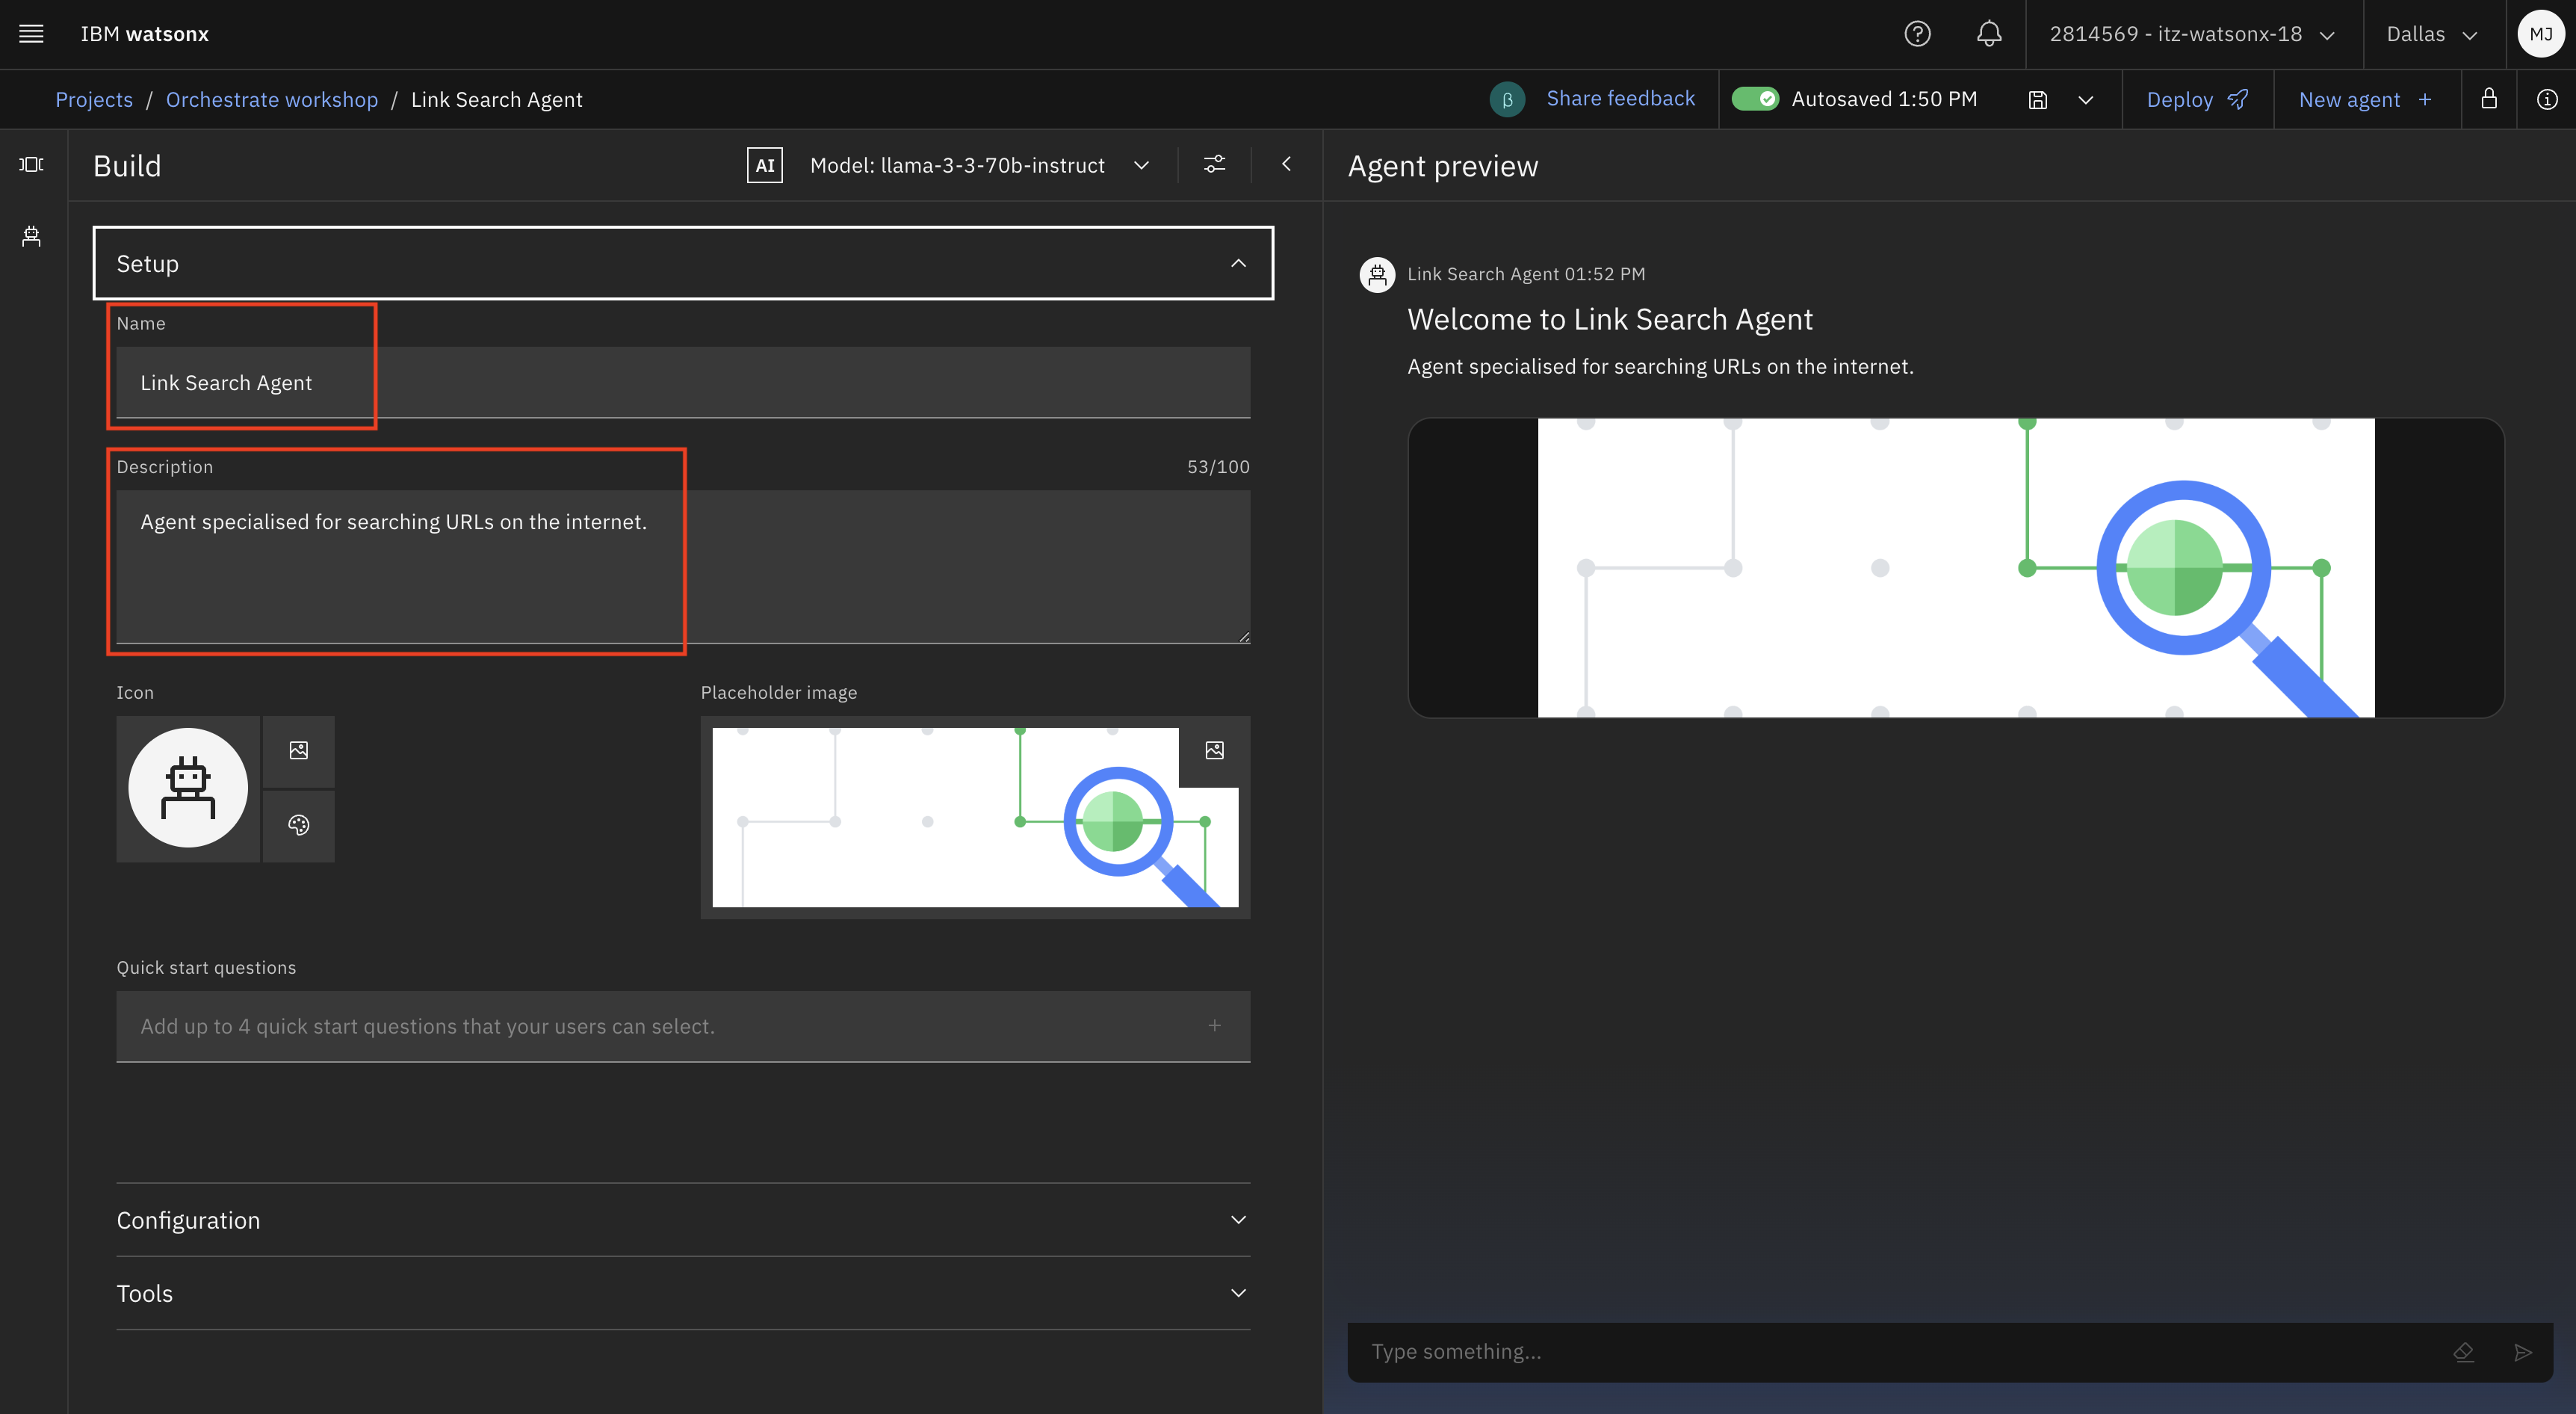 IBM watsonx
2814569 - itz-watsonx-18
Dallas
MJ
Projects / Orchestrate workshop / Link Search Agent
β
Share feedback
Autosaved 1:50 PM
Deploy
New agent +
Build
AI
Model: llama-3-3-70b-instruct
Setup
Name
Link Search Agent
Description
53/100
Agent specialised for searching URLs on the internet.
Icon
Placeholder image
Quick start questions
Add up to 4 quick start questions that your users can select.
Configuration
Tools
Agent preview
Link Search Agent 01:52 PM
Welcome to Link Search Agent
Agent specialised for searching URLs on the internet.
Type something...